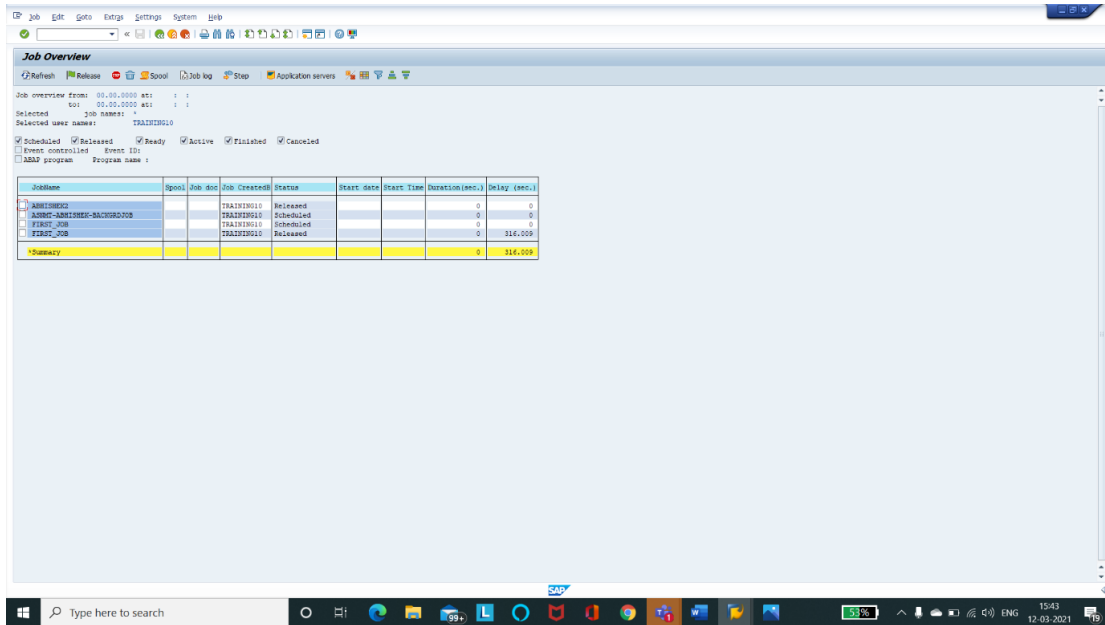 Job Edit Goto Extras Settings System Help
Job Overview
Refresh Release Spool Job log Step Application servers
Job overview from: 00.00.0000 at: : :
to: 00.00.0000 at: : :
Selected job names: *
Selected user names: TRAINING10
Scheduled Released Ready Active Finished Canceled
Event controlled Event ID:
ABAP program Program name :
JobName Spool Job doc Job CreatedB Status Start date Start Time Duration(sec.) Delay (sec.)
ABHISHEK2 TRAINING10 Released 0 0
ASNMT-ABHISHEK-BACKGRDJOB TRAINING10 Scheduled 0 0
FIRST_JOB TRAINING10 Scheduled 0 0
FIRST_JOB TRAINING10 Released 0 316.009
*Summary 0 316.009
SAP
Type here to search 99+ L 1 53% ENG 15:43
12-03-2021 19